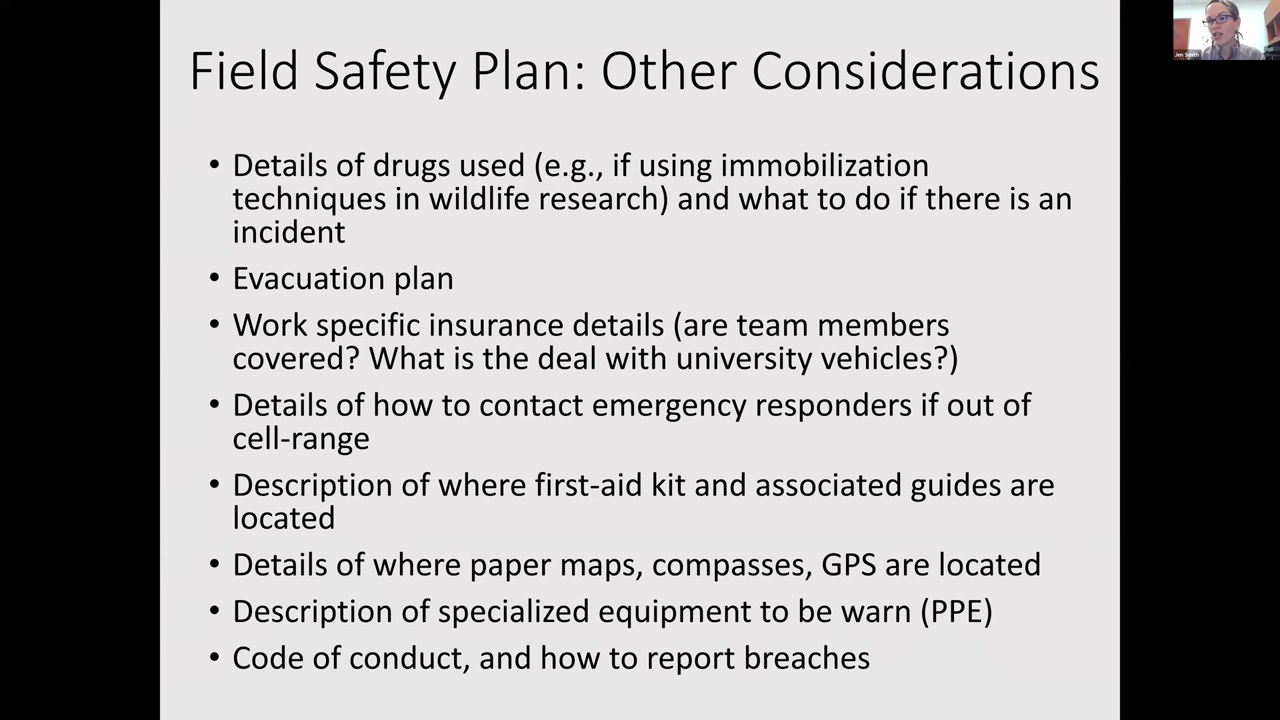 Field Safety Plan: Other Considerations
• Details of drugs used (e.g., if using immobilization
techniques in wildlife research) and what to do if there is an
incident
• Evacuation plan
• Work specific insurance details (are team members
covered? What is the deal with university vehicles?)
• Details of how to contact emergency responders if out of
cell-range
• Description of where first-aid kit and associated guides are
located
• Details of where paper maps, compasses, GPS are located
• Description of specialized equipment to be warn (PPE)
• Code of conduct, and how to report breaches
Jen Smith